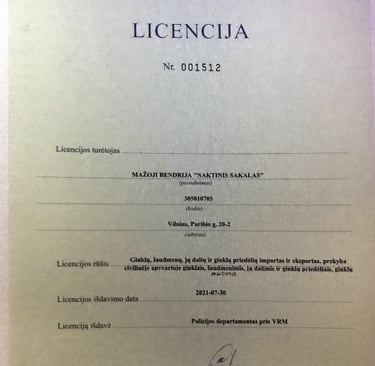 LICENCIJA
Nr. 001512
Licencijos turėtojas
MAŽOJI BENDRIJA "NAKTINIS SAKALAS"
(pavadinimas)
305810705
(kodas)
Vilnius, Paribio g. 20-2
(adresas)
Licencijos rūšis Ginklų, šaudmenų, jų dalių ir ginklų priedėlių importas ir eksportas, prekyba
civilinėje apyvartoje ginklais, šaudmenimis, jų dalimis ir ginklų priedėliais, ginklų
nuoma
Licencijos išdavimo data 2021-07-30
Licenciją išdavė Policijos departamentas prie VRM